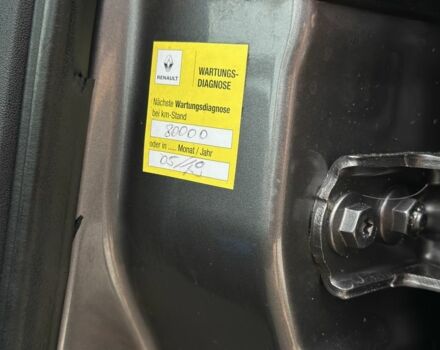 RENAULT
WARTUNGS-
DIAGNOSE
Nächste Wartungsdiagnose
bei km-Stand
80000
oder in .... Monat / Jahr
05/19